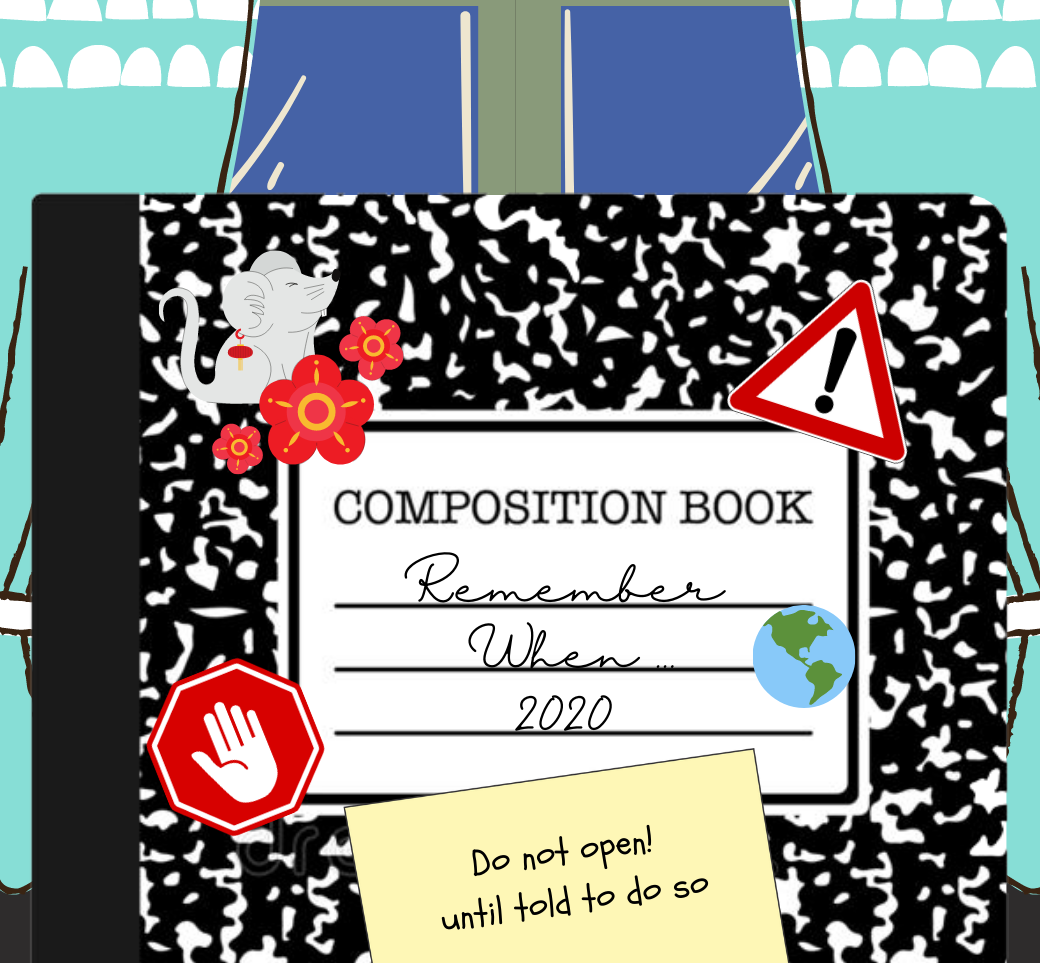 COMPOSITION BOOK
Remember
When ...
2020
Do not open!
until told to do so